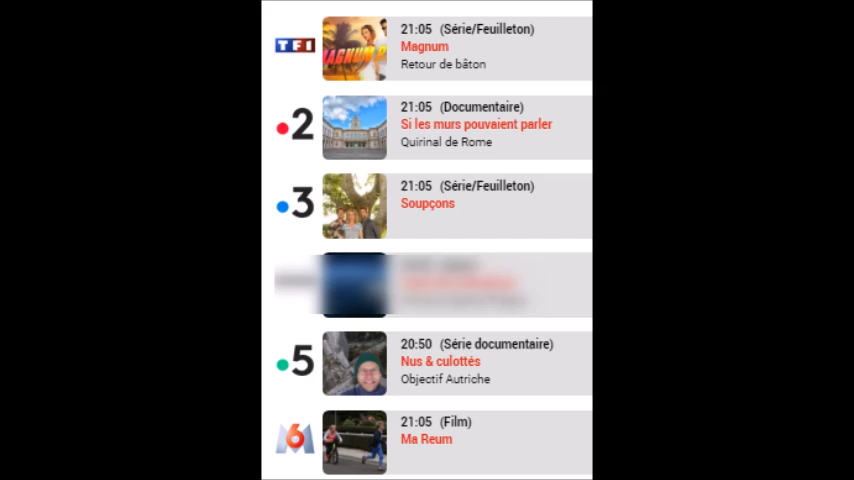 TF1
21:05 (Série/Feuilleton)
MAGNUM
Magnum
Retour de bâton
2
21:05 (Documentaire)
Si les murs pouvaient parler
Quirinal de Rome
3
21:05 (Série/Feuilleton)
Soupçons
5
20:50 (Série documentaire)
Nus & culottés
Objectif Autriche
M6
21:05 (Film)
Ma Reum